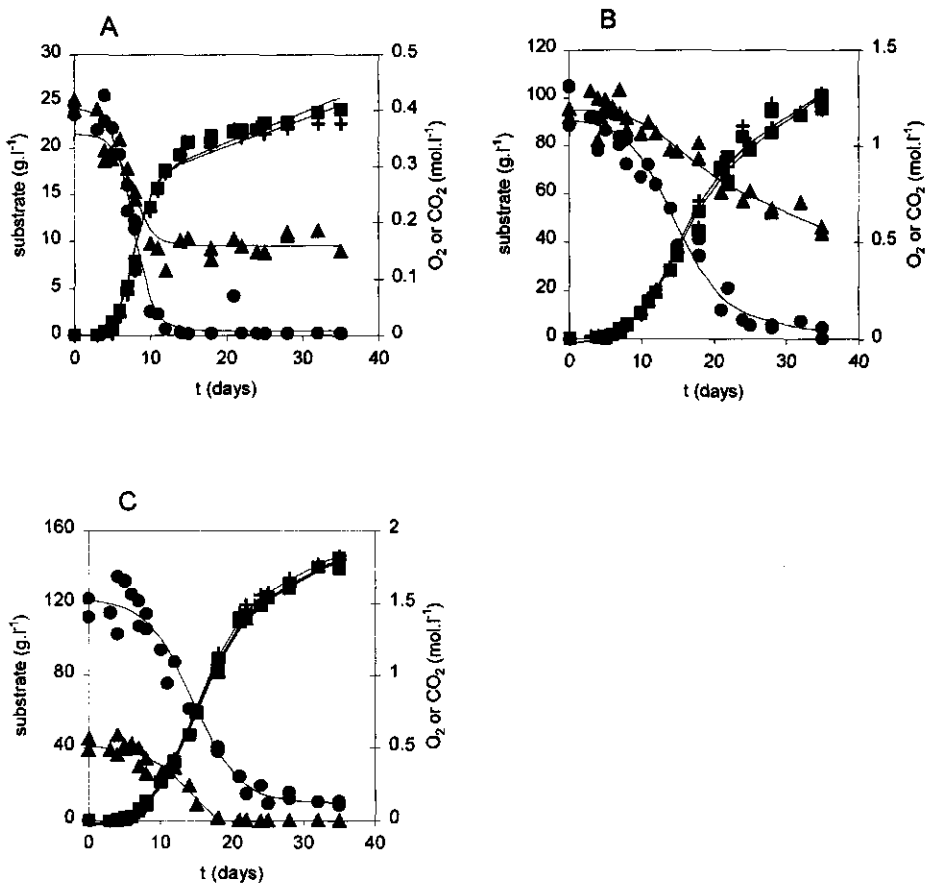 A
30
25
20
15
10
5
0
substrate (g.l⁻¹)
0.5
0.4
0.3
0.2
0.1
0
O₂ or CO₂ (mol.l⁻¹)
0 10 20 30 40
t (days)
B
120
100
80
60
40
20
0
substrate (g.l⁻¹)
1.5
1
0.5
0
O₂ or CO₂ (mol.l⁻¹)
0 10 20 30 40
t (days)
C
160
120
80
40
0
substrate (g.l⁻¹)
2
1.5
1
0.5
0
O₂ or CO₂ (mol.l⁻¹)
0 10 20 30 40
t (days)